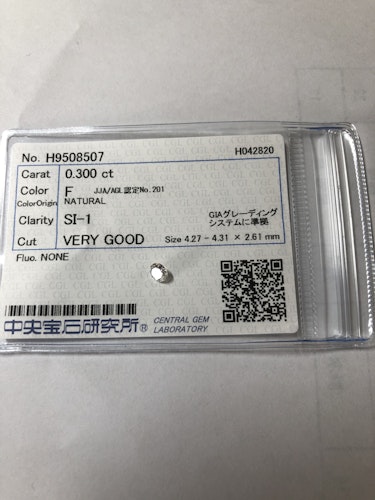 No. H9508507 H042820
Carat 0.300 ct
Color F JJA/AGL認定No.201
ColorOrigin NATURAL
Clarity SI-1 GIAグレーディング
システムに準拠
Cut VERY GOOD Size 4.27 - 4.31 × 2.61 mm
Fluo. NONE
中央宝石研究所® CENTRAL GEM
LABORATORY